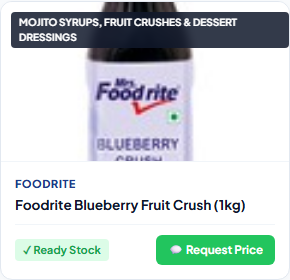 MOJITO SYRUPS, FRUIT CRUSHES & DESSERT
DRESSINGS
Mrs.
Foodrite
BLUEBERRY
CRUSH
FOODRITE
Foodrite Blueberry Fruit Crush (1kg)
✓ Ready Stock
Request Price